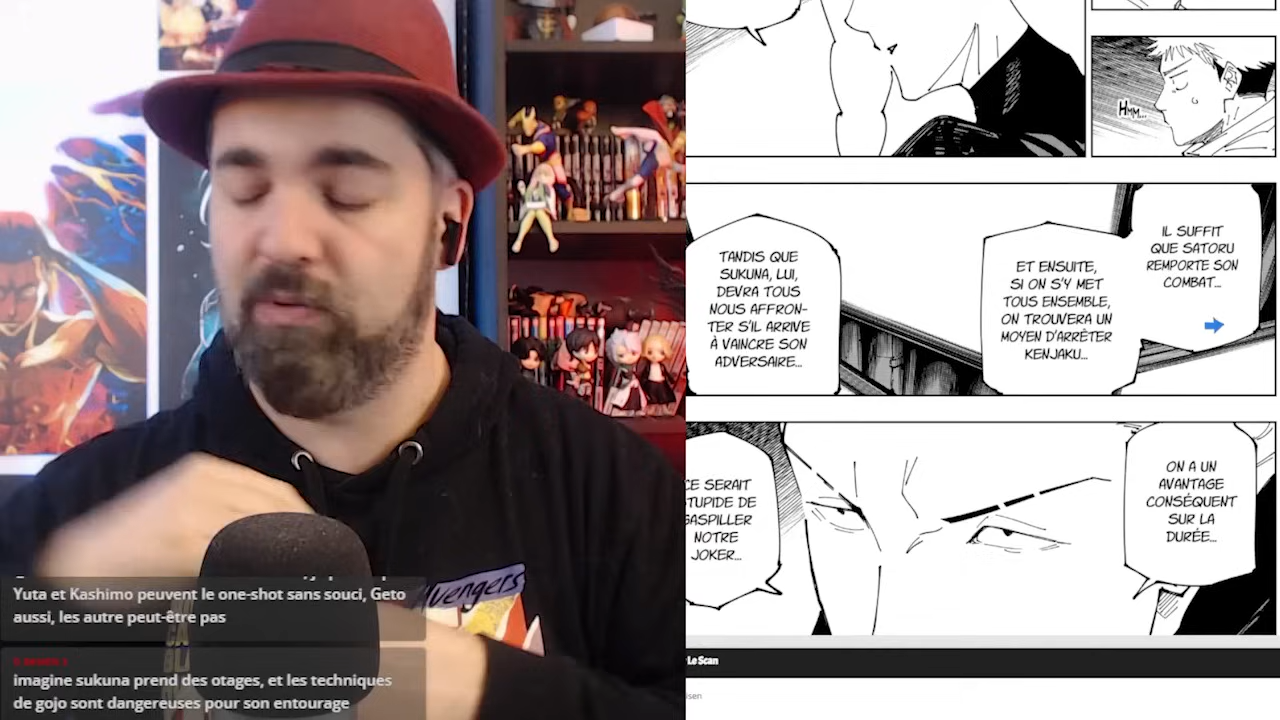 HMM...
IL SUFFIT
QUE SATORU
REMPORTE SON
COMBAT...
ET ENSUITE,
SI ON S'Y MET
TOUS ENSEMBLE,
ON TROUVERA UN
MOYEN D'ARRÊTER
KENJAKU...
TANDIS QUE
SUKUNA, LUI,
DEVRA TOUS
NOUS AFFRON-
TER S'IL ARRIVE
À VAINCRE SON
ADVERSAIRE...
ON A UN
AVANTAGE
CONSÉQUENT
SUR LA
DURÉE...
CE SERAIT
STUPIDE DE
GASPILLER
NOTRE
JOKER...
Le Scan
Avengers
Yuta et Kashimo peuvent le one-shot sans souci, Geto
aussi, les autre peut-être pas
imagine sukuna prend des otages, et les techniques
de gojo sont dangereuses pour son entourage